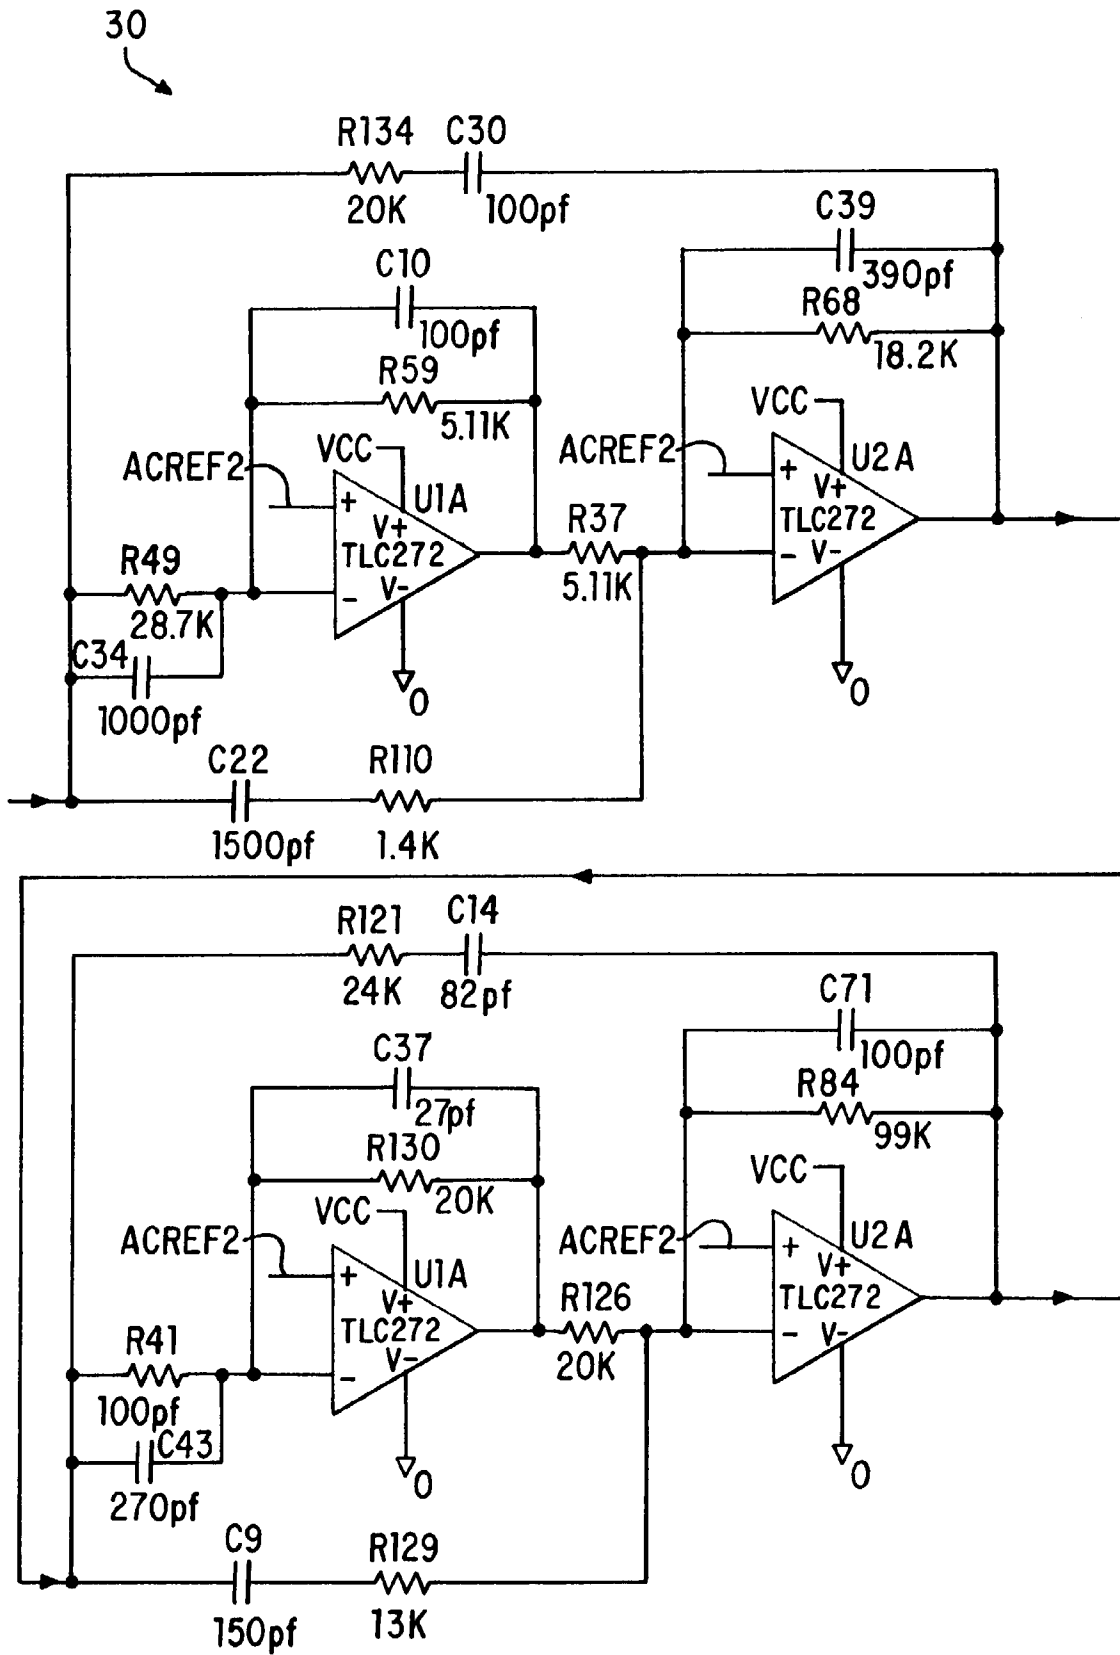 30
R134 C30
20K 100pf
C39
390pf
C10
100pf
R68
18.2K
R59
5.11K
VCC
ACREF2
VCC
ACREF2
U2A
+
V+
TLC272
V-
-
U1A
+
V+
TLC272
V-
-
R37
5.11K
R49
28.7K
C34
1000pf
0
0
C22 R110
1500pf 1.4K
R121 C14
24K 82pf
C71
100pf
C37
27pf
R84
99K
R130
20K
VCC
ACREF2
VCC
ACREF2
U2A
+
V+
TLC272
V-
-
U1A
+
V+
TLC272
V-
-
R126
20K
R41
100pf
C43
270pf
0
0
C9 R129
150pf 13K